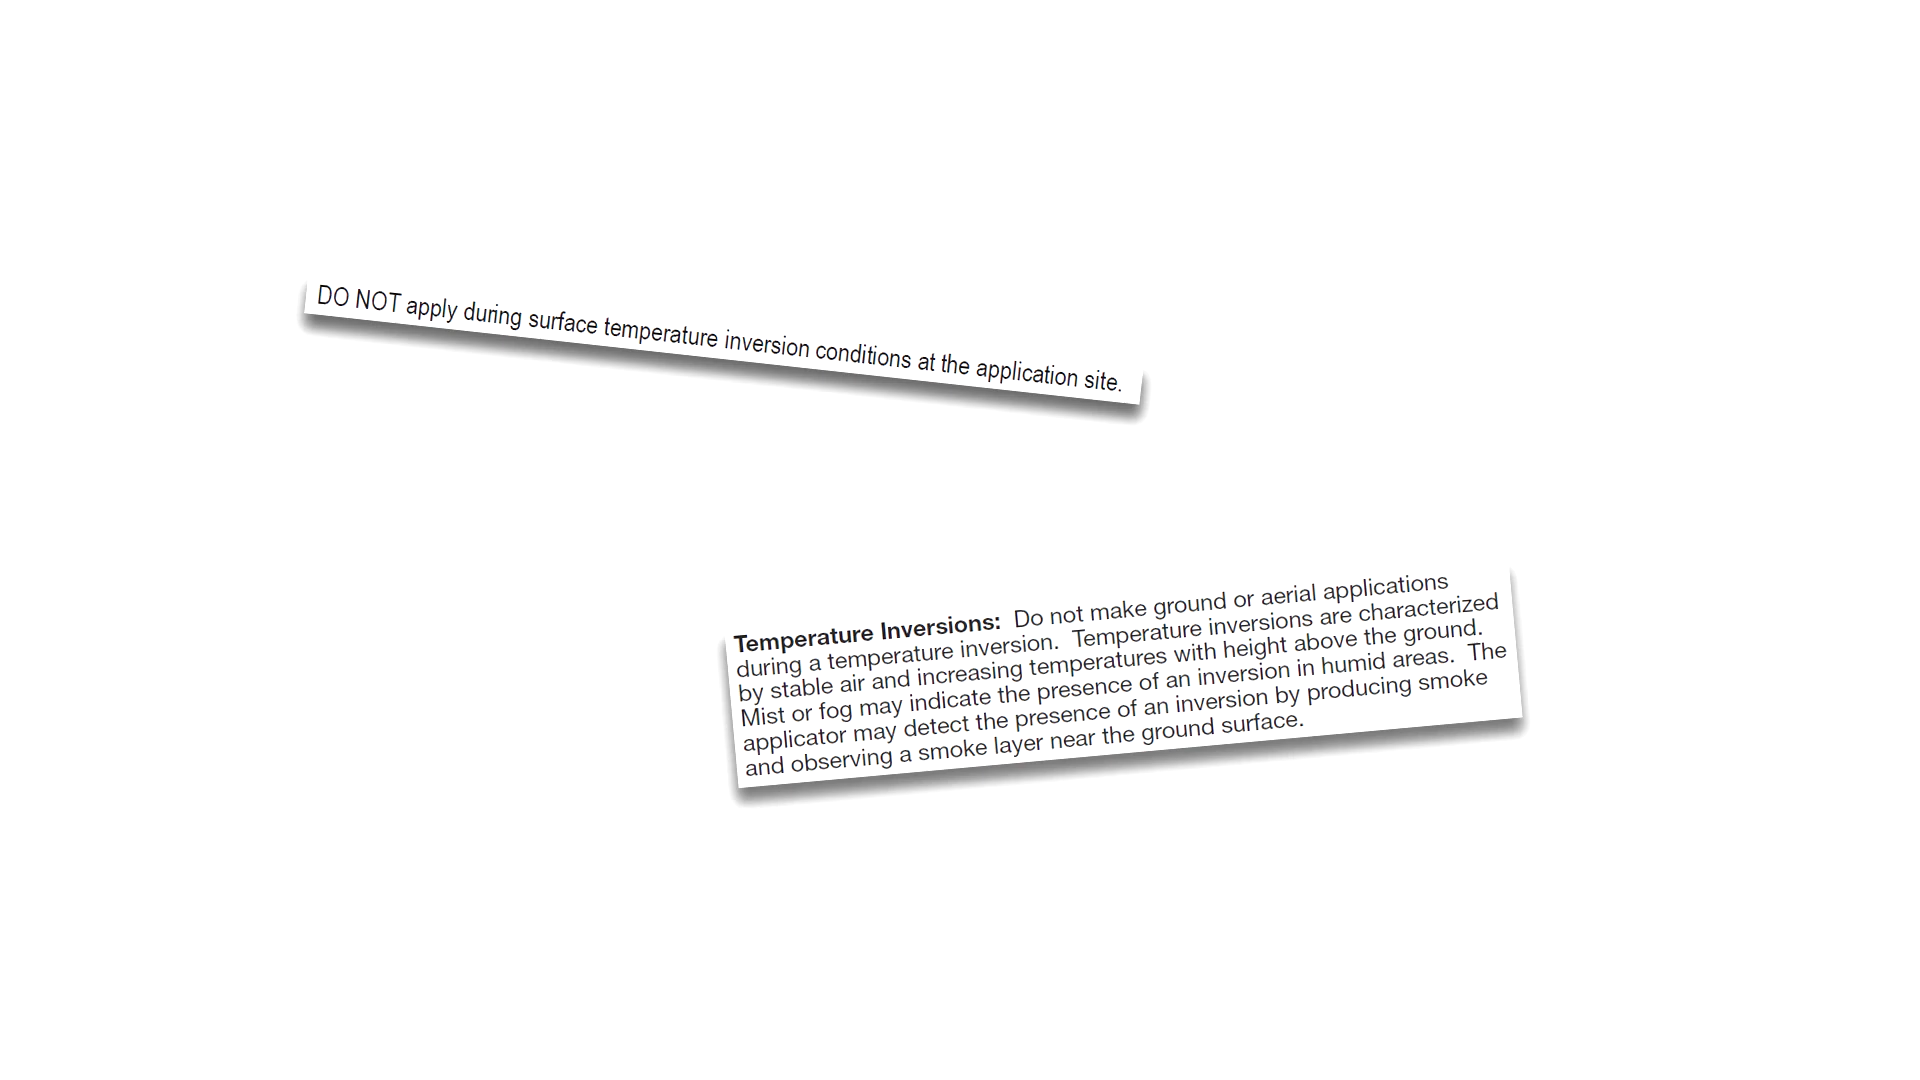 DO NOT apply during surface temperature inversion conditions at the application site.
Temperature Inversions: Do not make ground or aerial applications
during a temperature inversion. Temperature inversions are characterized
by stable air and increasing temperatures with height above the ground.
Mist or fog may indicate the presence of an inversion in humid areas. The
applicator may detect the presence of an inversion by producing smoke
and observing a smoke layer near the ground surface.